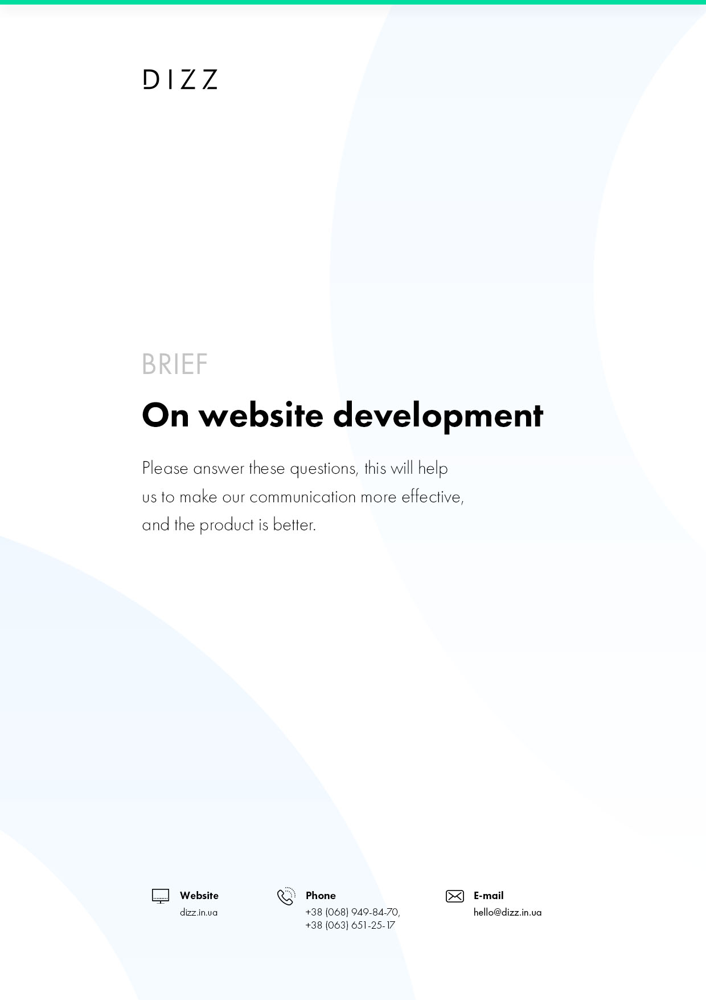 DIZZ
BRIEF
On website development
Please answer these questions, this will help
us to make our communication more effective,
and the product is better.
Website
dizz.in.ua
Phone
+38 (068) 949-84-70,
+38 (063) 651-25-17
E-mail
hello@dizz.in.ua